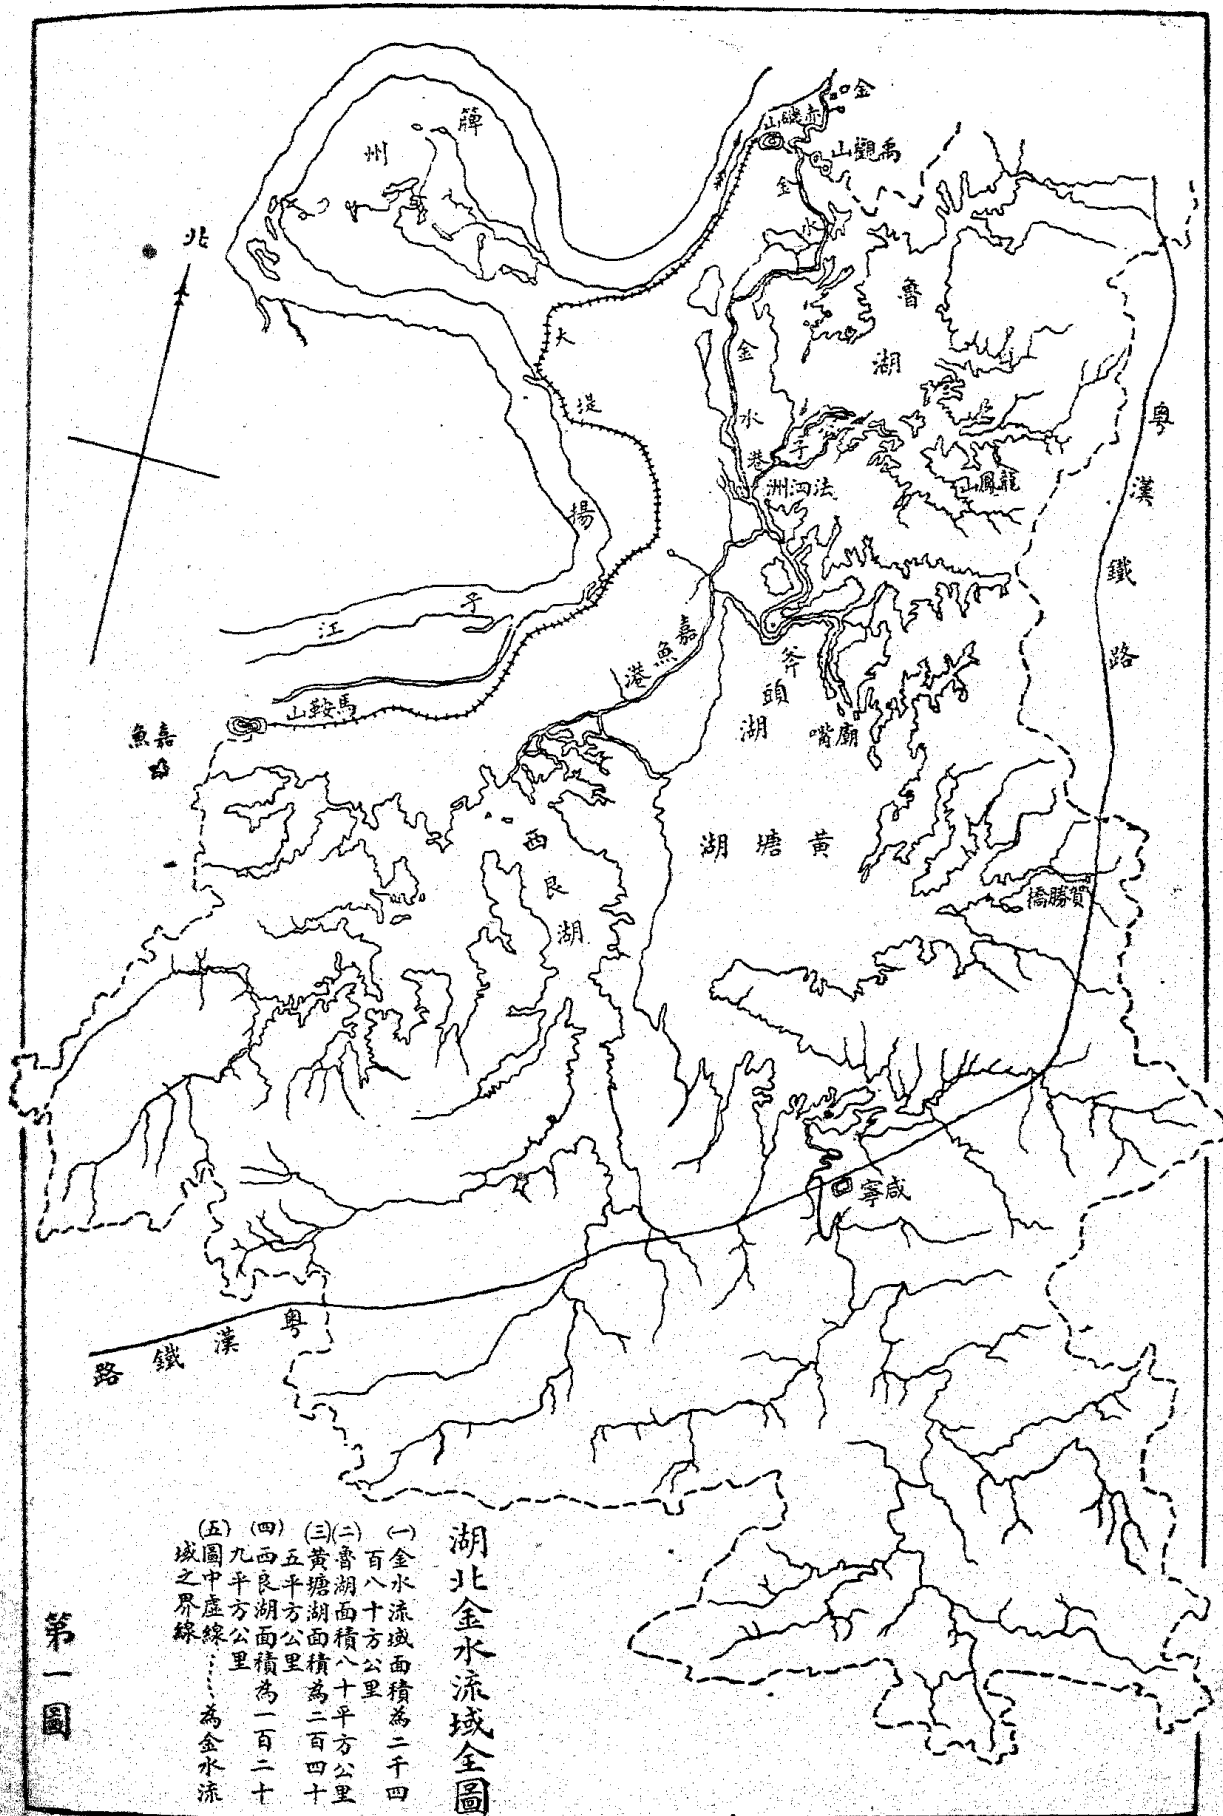 湖北金水流域全圖
(一)金水流域面積為二千四
百八十方公里
(二)魯湖面積八十平方公里
(三)黃塘湖面積為二百四十
五平方公里
(四)西良湖面積為一百二十
九平方公里
(五)圖中虛線……為金水流
域之界線
第一圖
北
簰
州
金
赤磯山
禹觀山
金
水
魯
湖
大
堤
金
水
港
子
法泗洲
龍鳳山
粵
漢
鐵
路
揚
子
江
嘉
魚
港
斧
頭
湖
廟嘴
馬鞍山
嘉魚
黃塘湖
賀勝橋
西
良
湖
咸寧
粵
漢
鐵
路